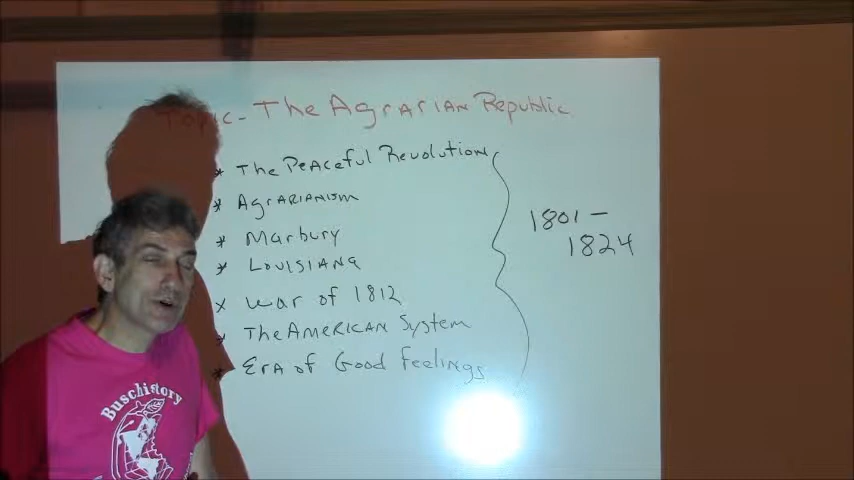 Topic - The Agrarian Republic
* The Peaceful Revolution
* Agrarianism
* Marbury
* Louisiana
x War of 1812
* The American System
* Era of Good Feelings
1801 -
1824
Buschistory